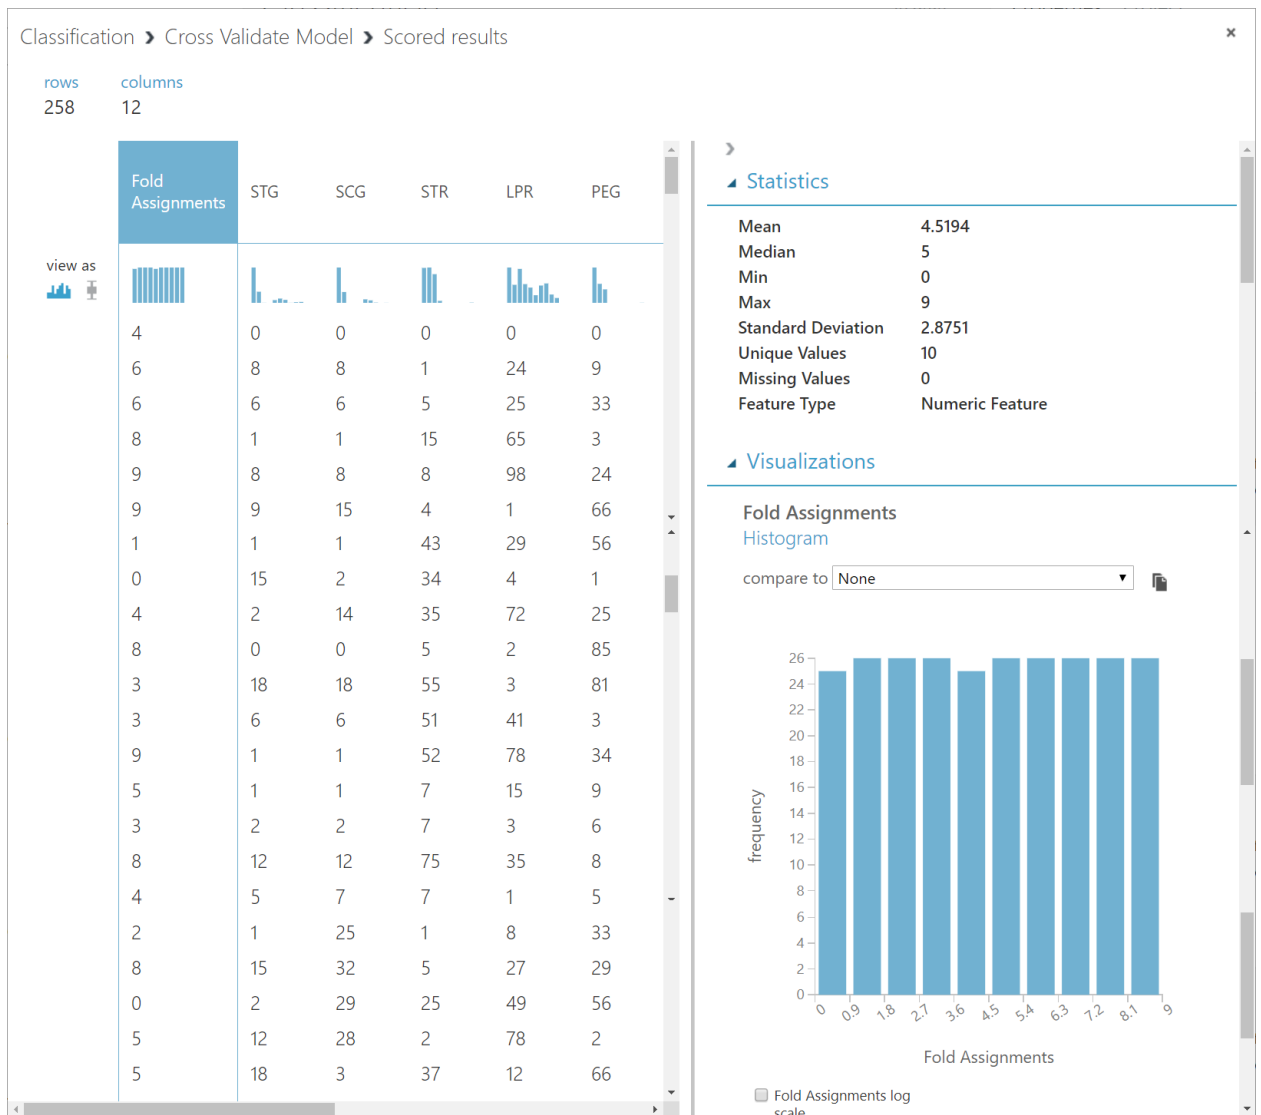 Classification > Cross Validate Model > Scored results
×
rows columns
258 12
Fold Assignments STG SCG STR LPR PEG
view as
4 0 0 0 0 0
6 8 8 1 24 9
6 6 6 5 25 33
8 1 1 15 65 3
9 8 8 8 98 24
9 9 15 4 1 66
1 1 1 43 29 56
0 15 2 34 4 1
4 2 14 35 72 25
8 0 0 5 2 85
3 18 18 55 3 81
3 6 6 51 41 3
9 1 1 52 78 34
5 1 1 7 15 9
3 2 2 7 3 6
8 12 12 75 35 8
4 5 7 7 1 5
2 1 25 1 8 33
8 15 32 5 27 29
0 2 29 25 49 56
5 12 28 2 78 2
5 18 3 37 12 66
Statistics
Mean 4.5194
Median 5
Min 0
Max 9
Standard Deviation 2.8751
Unique Values 10
Missing Values 0
Feature Type Numeric Feature
Visualizations
Fold Assignments
Histogram
compare to None
26
24
22
20
18
16
14
12
10
8
6
4
2
0
frequency
0 0.9 1.8 2.7 3.6 4.5 5.4 6.3 7.2 8.1 9
Fold Assignments
Fold Assignments log
scale